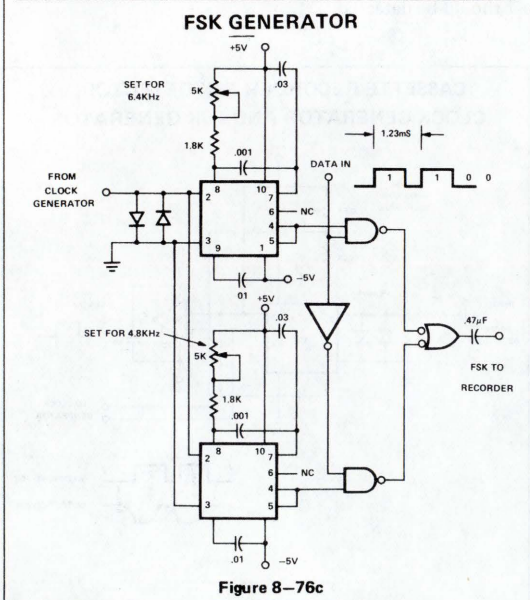 FSK GENERATOR
+5V
SET FOR
6.4KHz
5K
.03
1.8K
.001
DATA IN
1.23mS
1 1 0 0
FROM
CLOCK
GENERATOR
8 10
2 7
6 NC
4
3 5
9 1
01
-5V
+5V
SET FOR 4.8KHz
5K
.03
1.8K
.001
8 10
2 7
6 NC
4
3 5
.01
-5V
.47µF
FSK TO
RECORDER
Figure 8-76c